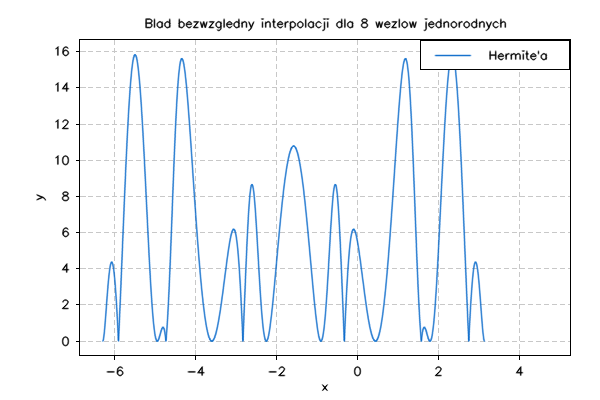 Blad bezwzgledny interpolacji dla 8 wezlow jednorodnych
Hermite'a
16
14
12
10
8
6
4
2
0
y
−6 −4 −2 0 2 4
x